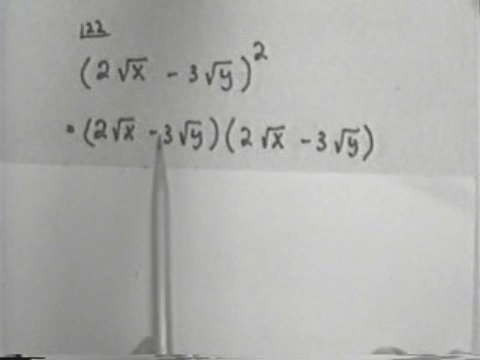 122
(2√x - 3√y)²
= (2√x - 3√y)(2√x - 3√y)